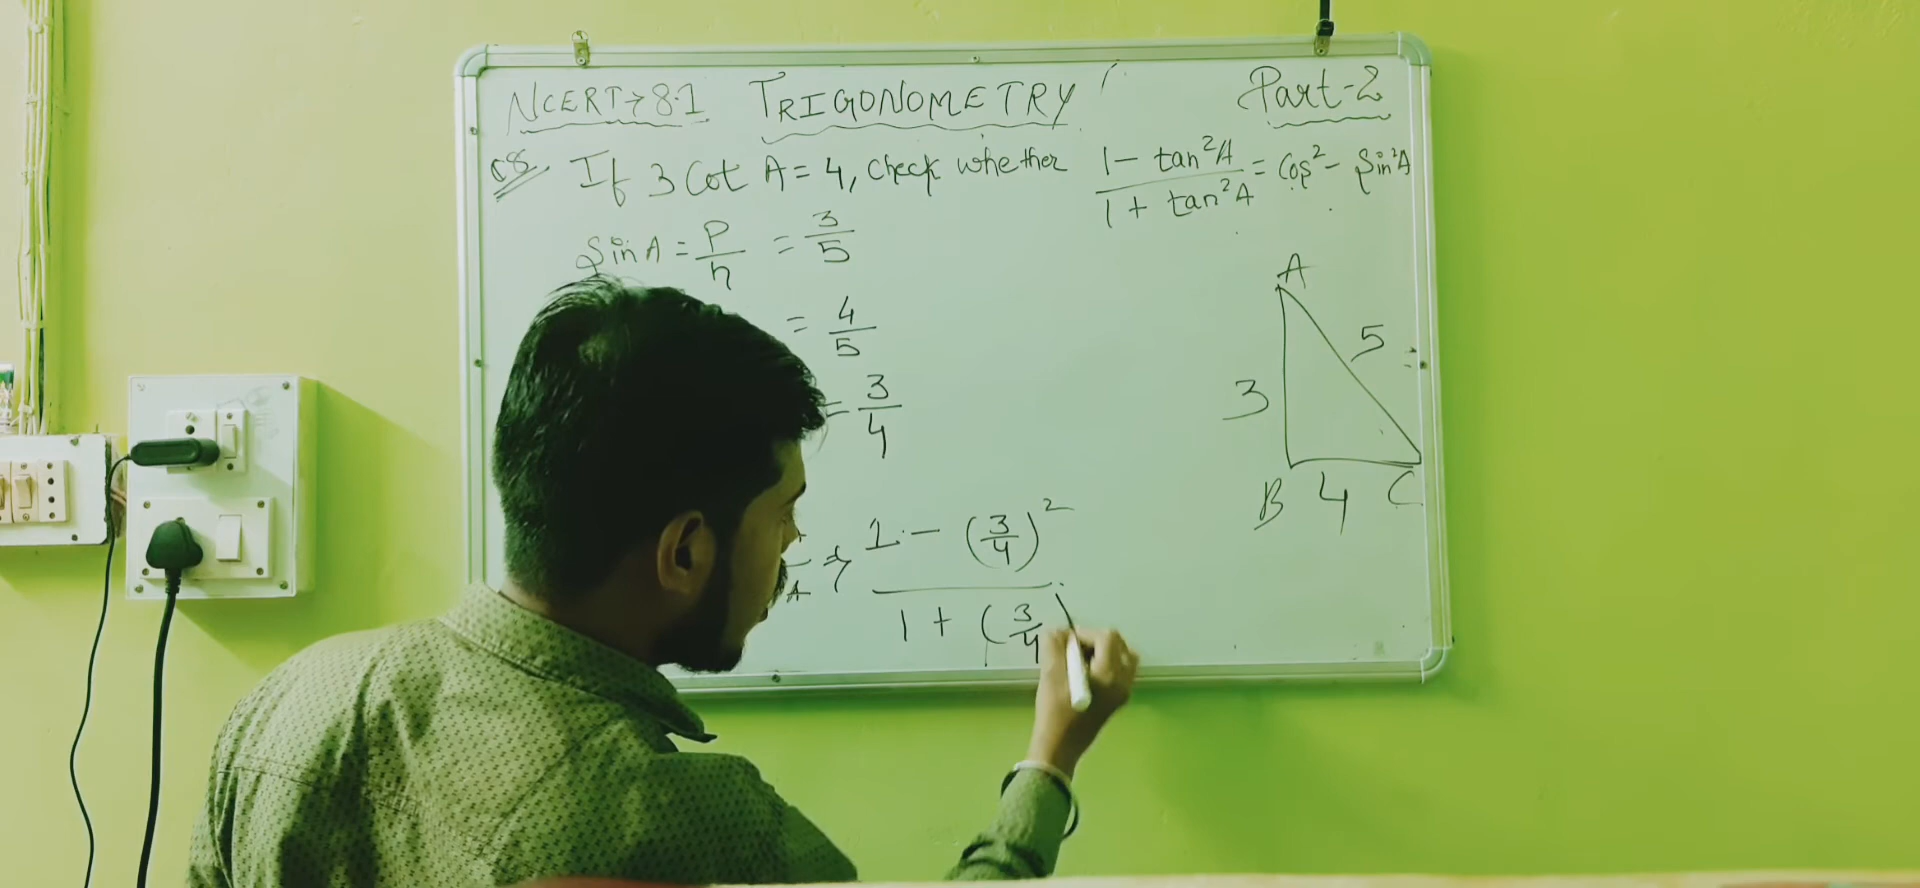 NCERT→8.1 TRIGONOMETRY Part-2
Q8. If 3 Cot A = 4, check whether (1 - tan²A)/(1 + tan²A) = Cos² - Sin²A
Sin A = P/h = 3/5
= 4/5
= 3/4
A
5
3
B 4 C
A ⇒ (1 - (3/4)²)/(1 + (3/4